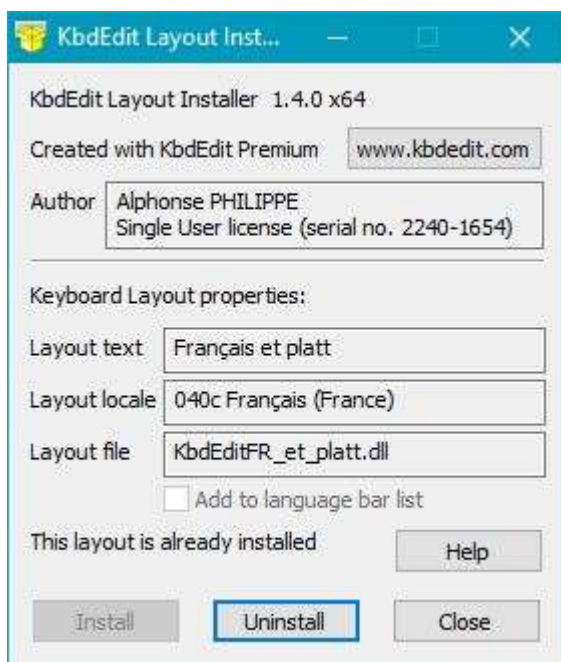 KbdEdit Layout Inst...
KbdEdit Layout Installer 1.4.0 x64
Created with KbdEdit Premium www.kbdedit.com
Author Alphonse PHILIPPE
Single User license (serial no. 2240-1654)
Keyboard Layout properties:
Layout text Français et platt
Layout locale 040c Français (France)
Layout file KbdEditFR_et_platt.dll
Add to language bar list
This layout is already installed Help
Install Uninstall Close